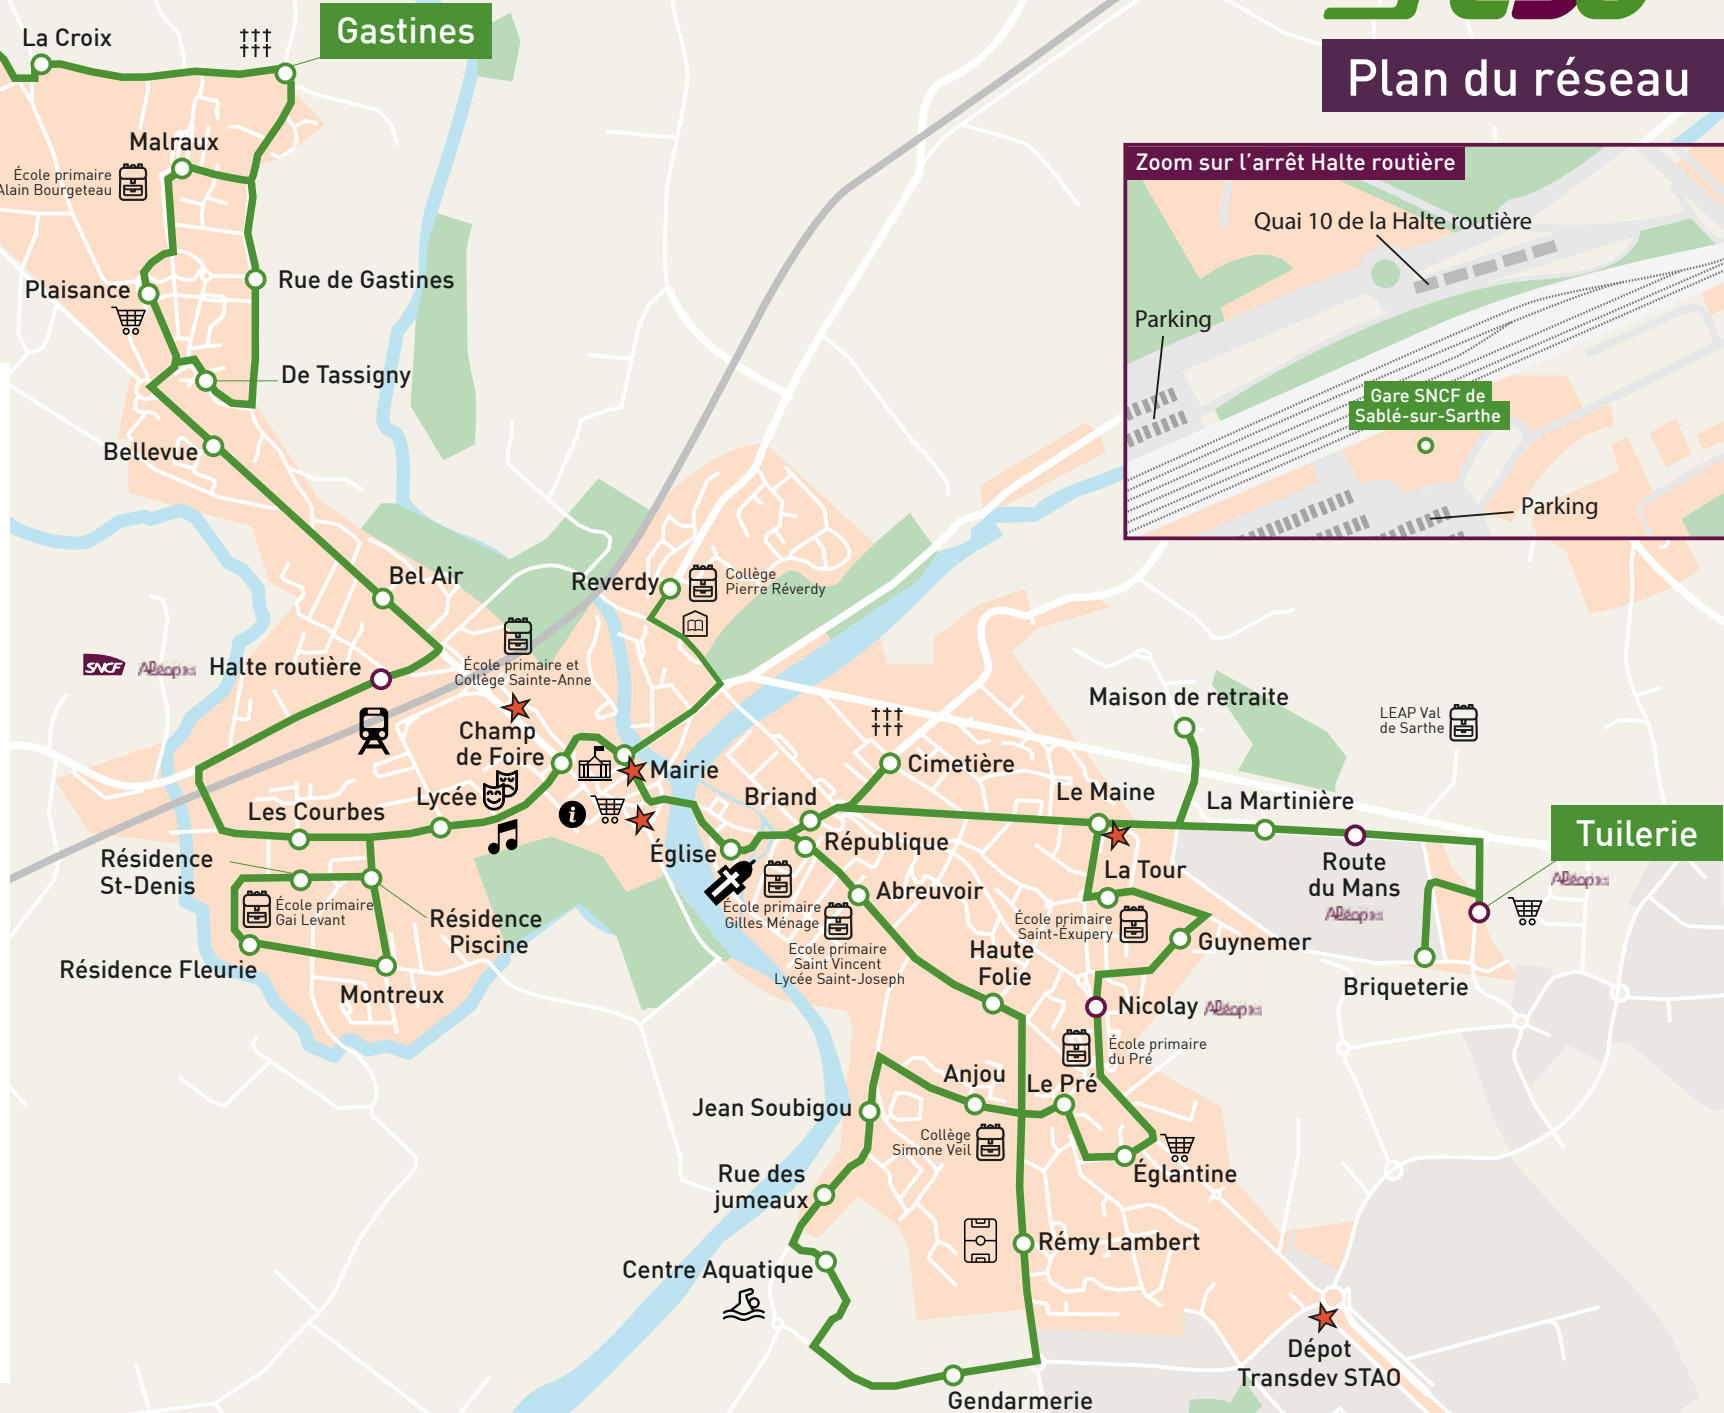 La Croix
Gastines
Plan du réseau
Malraux
École primaire
Alain Bourgeteau
Zoom sur l'arrêt Halte routière
Quai 10 de la Halte routière
Parking
Gare SNCF de
Sablé-sur-Sarthe
Parking
Plaisance
Rue de Gastines
De Tassigny
Bellevue
Bel Air
Reverdy
Collège
Pierre Réverdy
SNCF
Halte routière
École primaire et
Collège Sainte-Anne
Champ
de Foire
Mairie
Lycée
Les Courbes
Résidence
St-Denis
École primaire
Gai Levant
Résidence
Piscine
Résidence Fleurie
Montreux
Église
Briand
Cimetière
République
Abreuvoir
École primaire
Gilles Ménage
Ecole primaire
Saint Vincent
Lycée Saint-Joseph
Maison de retraite
LEAP Val
de Sarthe
Le Maine
La Martinière
Tuilerie
Route
du Mans
La Tour
École primaire
Saint-Éxupery
Guynemer
Haute
Folie
Nicolay
Briqueterie
École primaire
du Pré
Anjou
Le Pré
Jean Soubigou
Collège
Simone Veil
Églantine
Rue des
jumeaux
Rémy Lambert
Centre Aquatique
Gendarmerie
Dépot
Transdev STAO